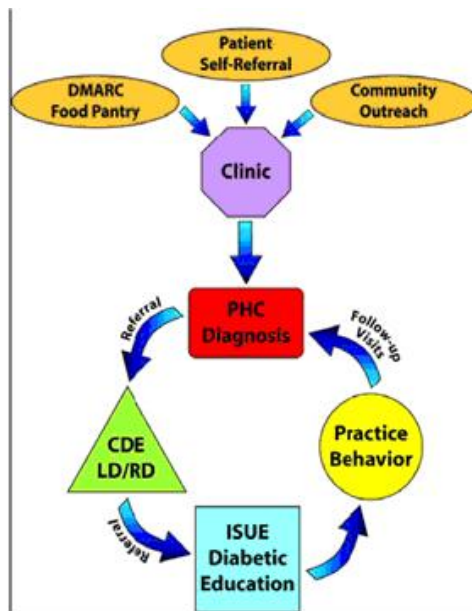 Patient
Self-Referral
DMARC
Food Pantry
Community
Outreach
Clinic
PHC
Diagnosis
Referral
Follow-up
Visits
CDE
LD/RD
Practice
Behavior
Referral
ISUE
Diabetic
Education